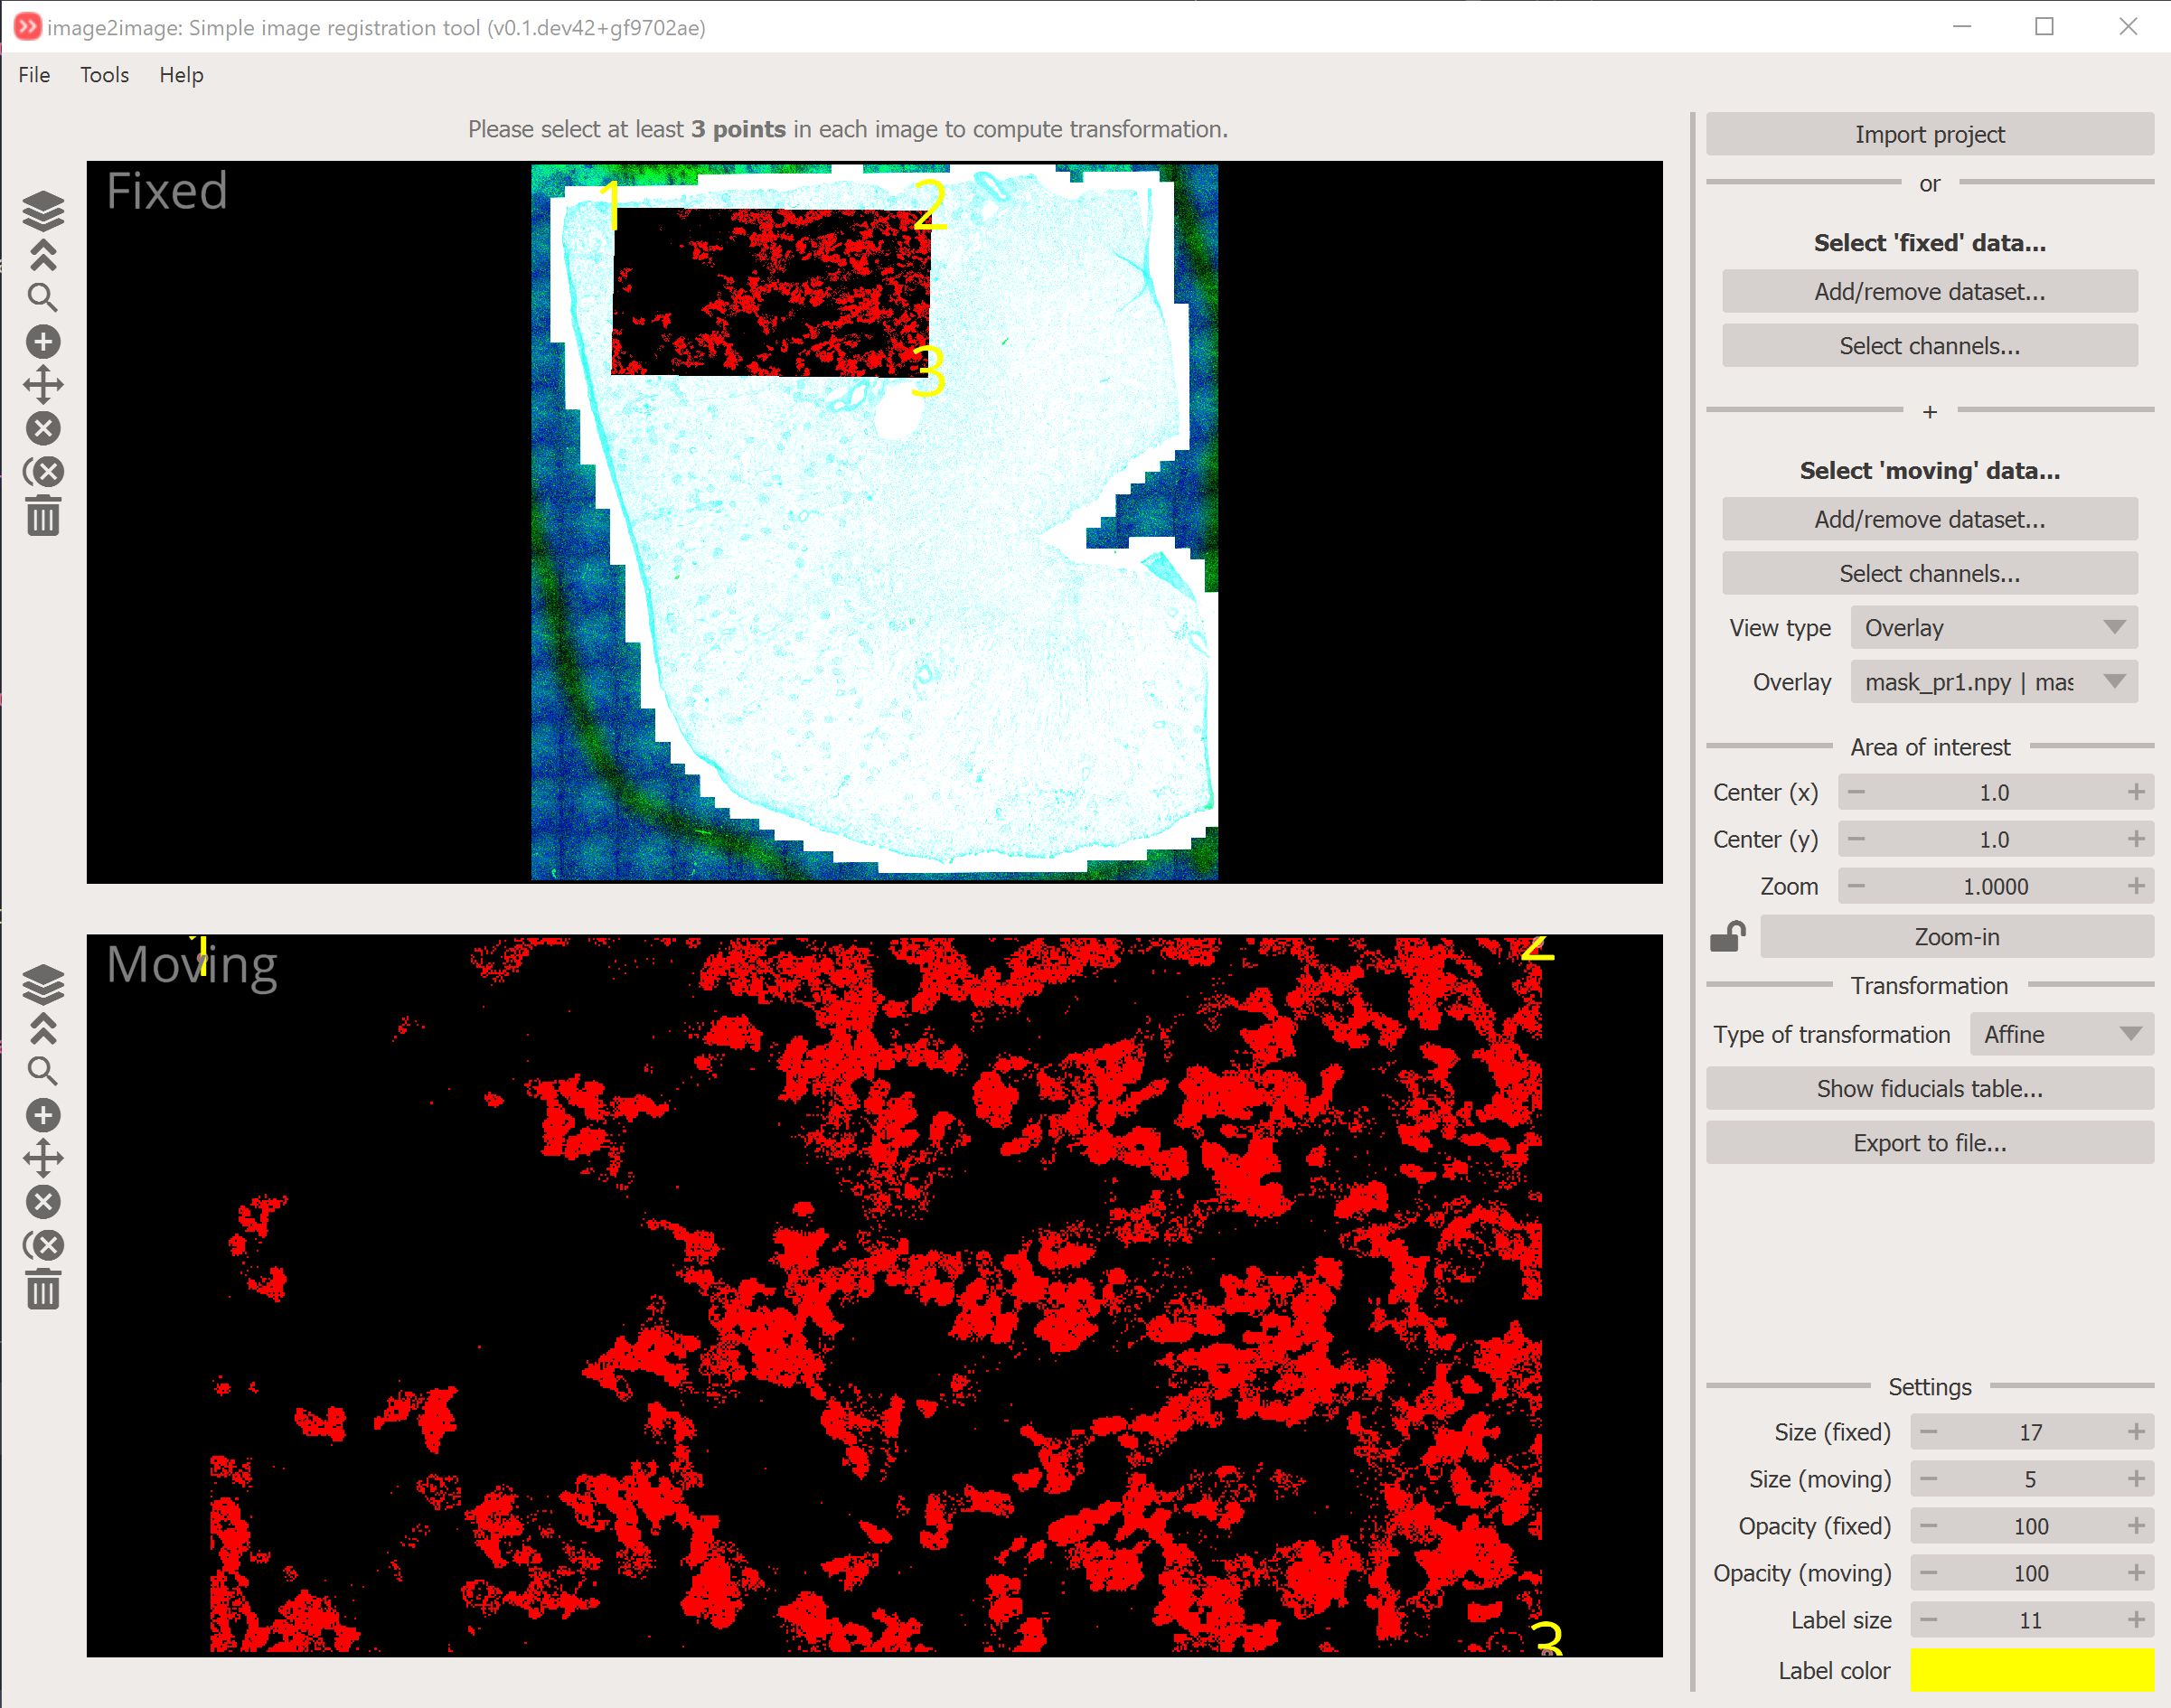 image2image: Simple image registration tool (v0.1.dev42+gf9702ae)
File Tools Help
Please select at least 3 points in each image to compute transformation.
Fixed
1
2
3
Moving
1
2
3
Import project
or
Select 'fixed' data...
Add/remove dataset...
Select channels...
+
Select 'moving' data...
Add/remove dataset...
Select channels...
View type Overlay
Overlay mask_pr1.npy | mas
Area of interest
Center (x) − 1.0 +
Center (y) − 1.0 +
Zoom − 1.0000 +
Zoom-in
Transformation
Type of transformation Affine
Show fiducials table...
Export to file...
Settings
Size (fixed) − 17 +
Size (moving) − 5 +
Opacity (fixed) − 100 +
Opacity (moving) − 100 +
Label size − 11 +
Label color